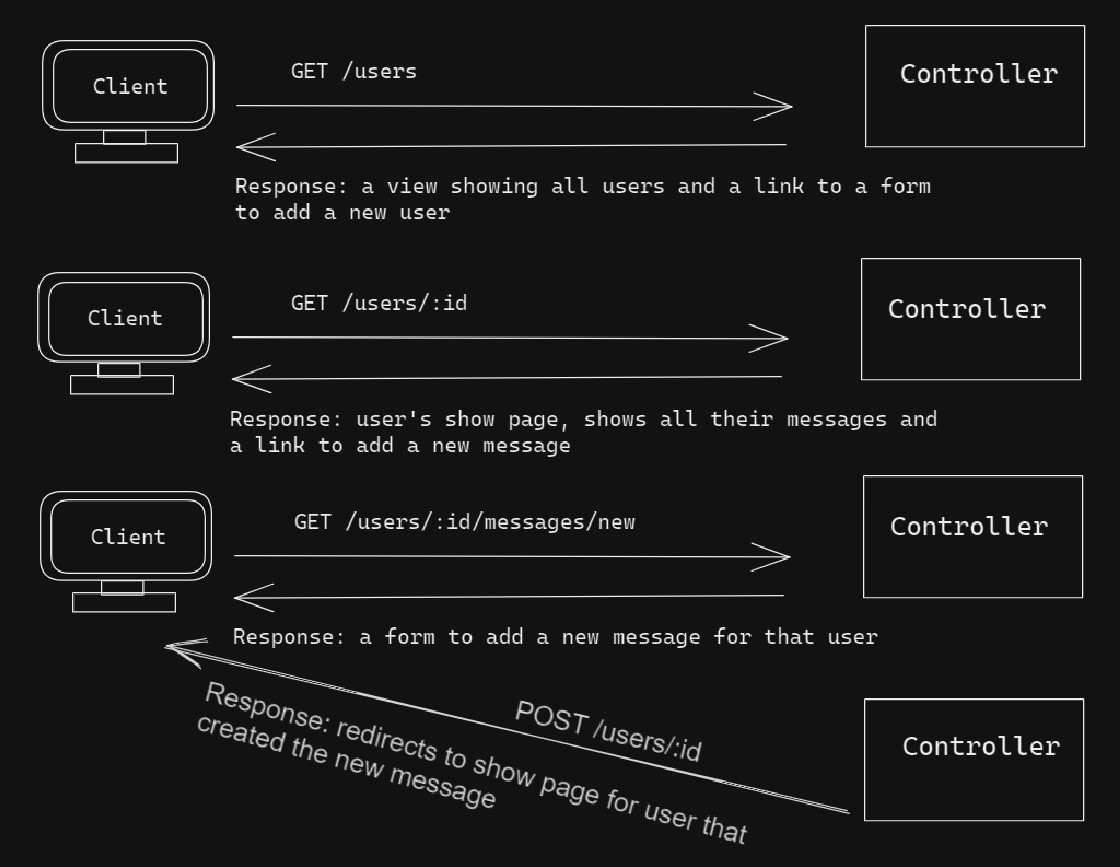 Client
GET /users
Controller
Response: a view showing all users and a link to a form
to add a new user
Client
GET /users/:id
Controller
Response: user's show page, shows all their messages and
a link to add a new message
Client
GET /users/:id/messages/new
Controller
Response: a form to add a new message for that user
POST /users/:id
Response: redirects to show page for user that
created the new message
Controller